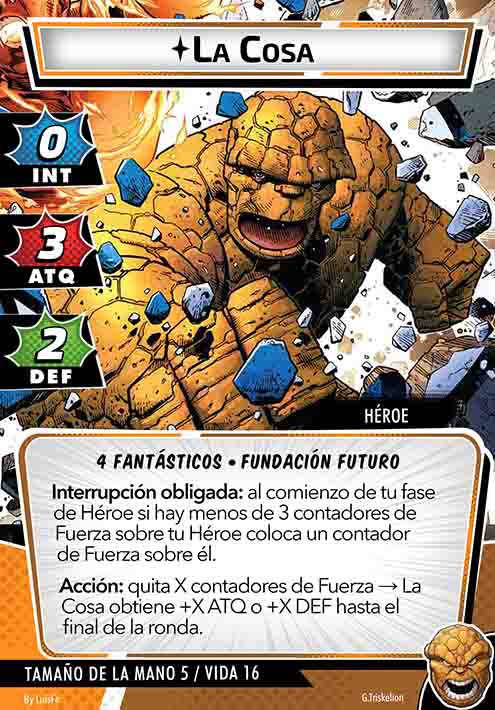 La Cosa
0
INT
3
ATQ
2
DEF
HÉROE
4 FANTÁSTICOS • FUNDACIÓN FUTURO
Interrupción obligada: al comienzo de tu fase
de Héroe si hay menos de 3 contadores de
Fuerza sobre tu Héroe coloca un contador
de Fuerza sobre él.
Acción: quita X contadores de Fuerza → La
Cosa obtiene +X ATQ o +X DEF hasta el
final de la ronda.
TAMAÑO DE LA MANO 5 / VIDA 16
By LuisFe
G.Triskelion